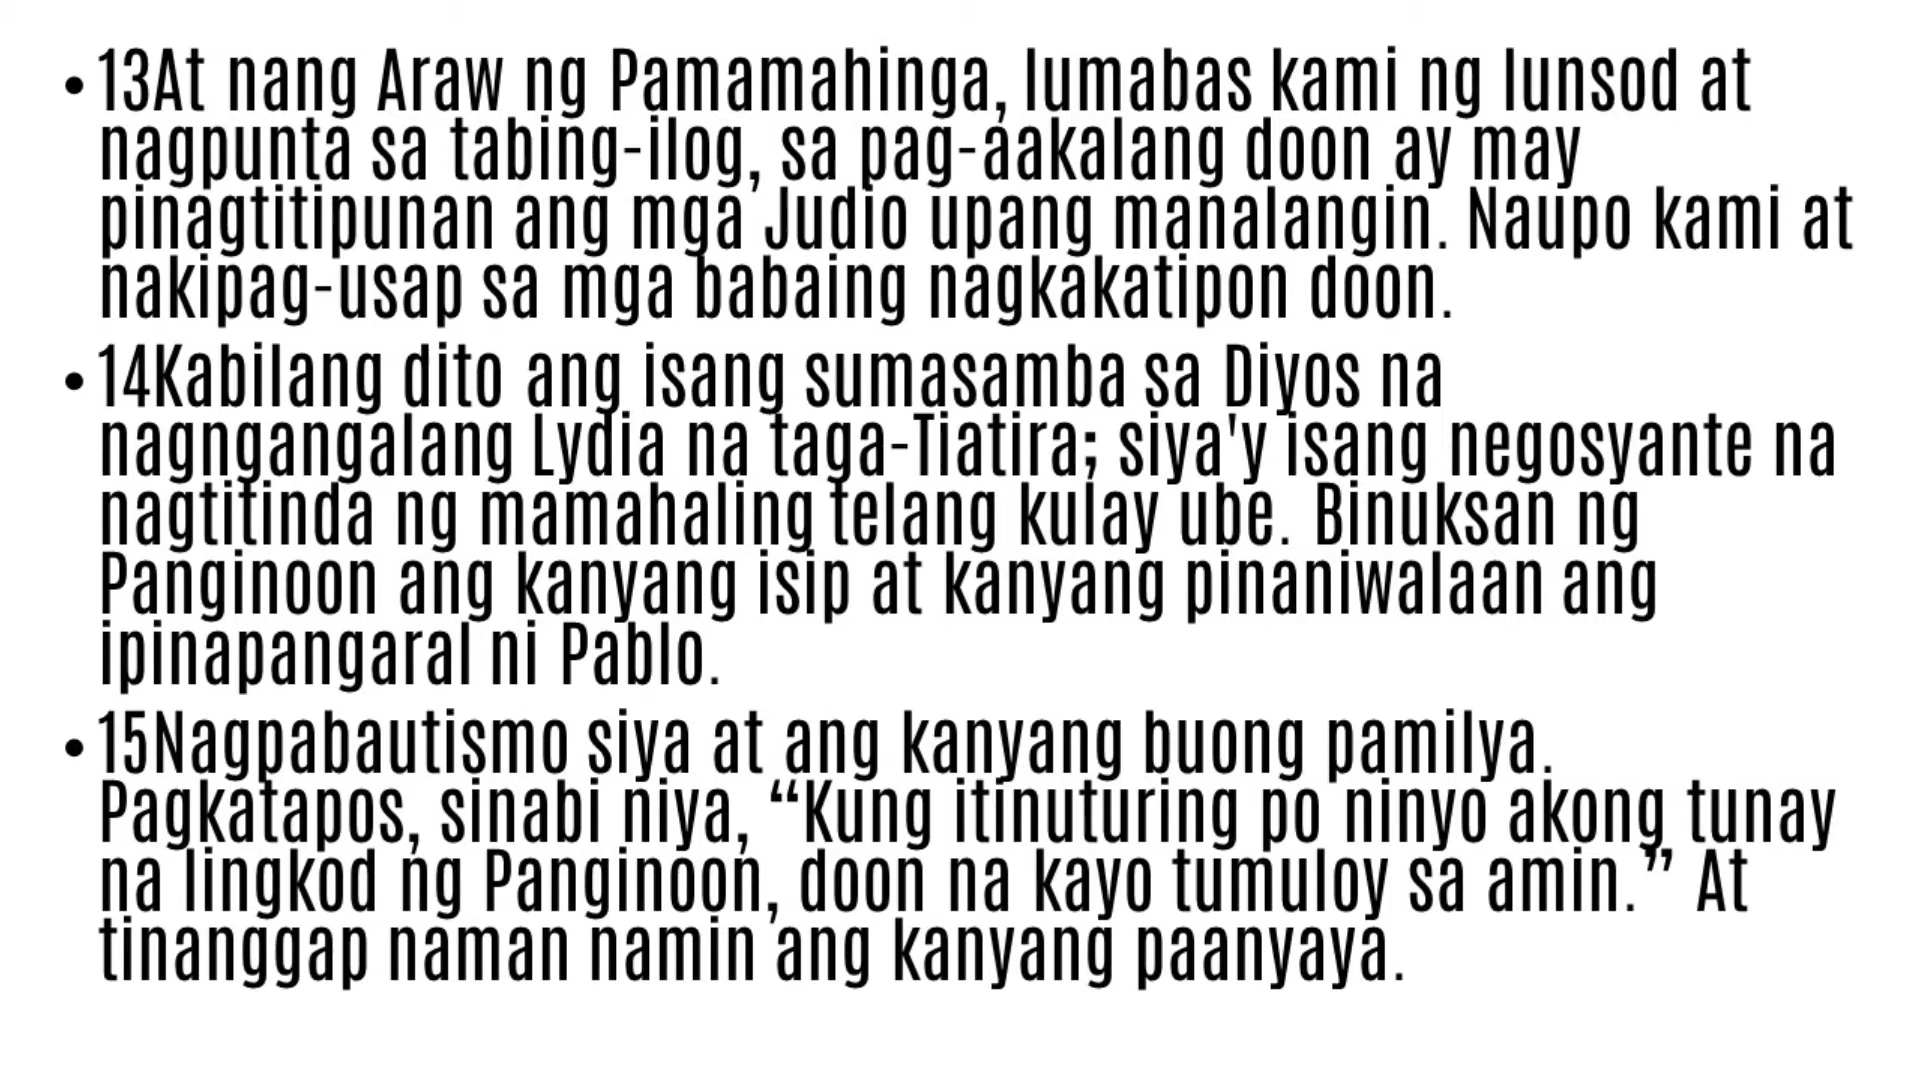 • 13At nang Araw ng Pamamahinga, lumabas kami ng lunsod at
nagpunta sa tabing-ilog, sa pag-aakalang doon ay may
pinagtitipunan ang mga Judio upang manalangin. Naupo kami at
nakipag-usap sa mga babaing nagkakatipon doon.
• 14Kabilang dito ang isang sumasamba sa Diyos na
nagngangalang Lydia na taga-Tiatira; siya'y isang negosyante na
nagtitinda ng mamahaling telang kulay ube. Binuksan ng
Panginoon ang kanyang isip at kanyang pinaniwalaan ang
ipinapangaral ni Pablo.
• 15Nagpabautismo siya at ang kanyang buong pamilya.
Pagkatapos, sinabi niya, “Kung itinuturing po ninyo akong tunay
na lingkod ng Panginoon, doon na kayo tumuloy sa amin.” At
tinanggap naman namin ang kanyang paanyaya.